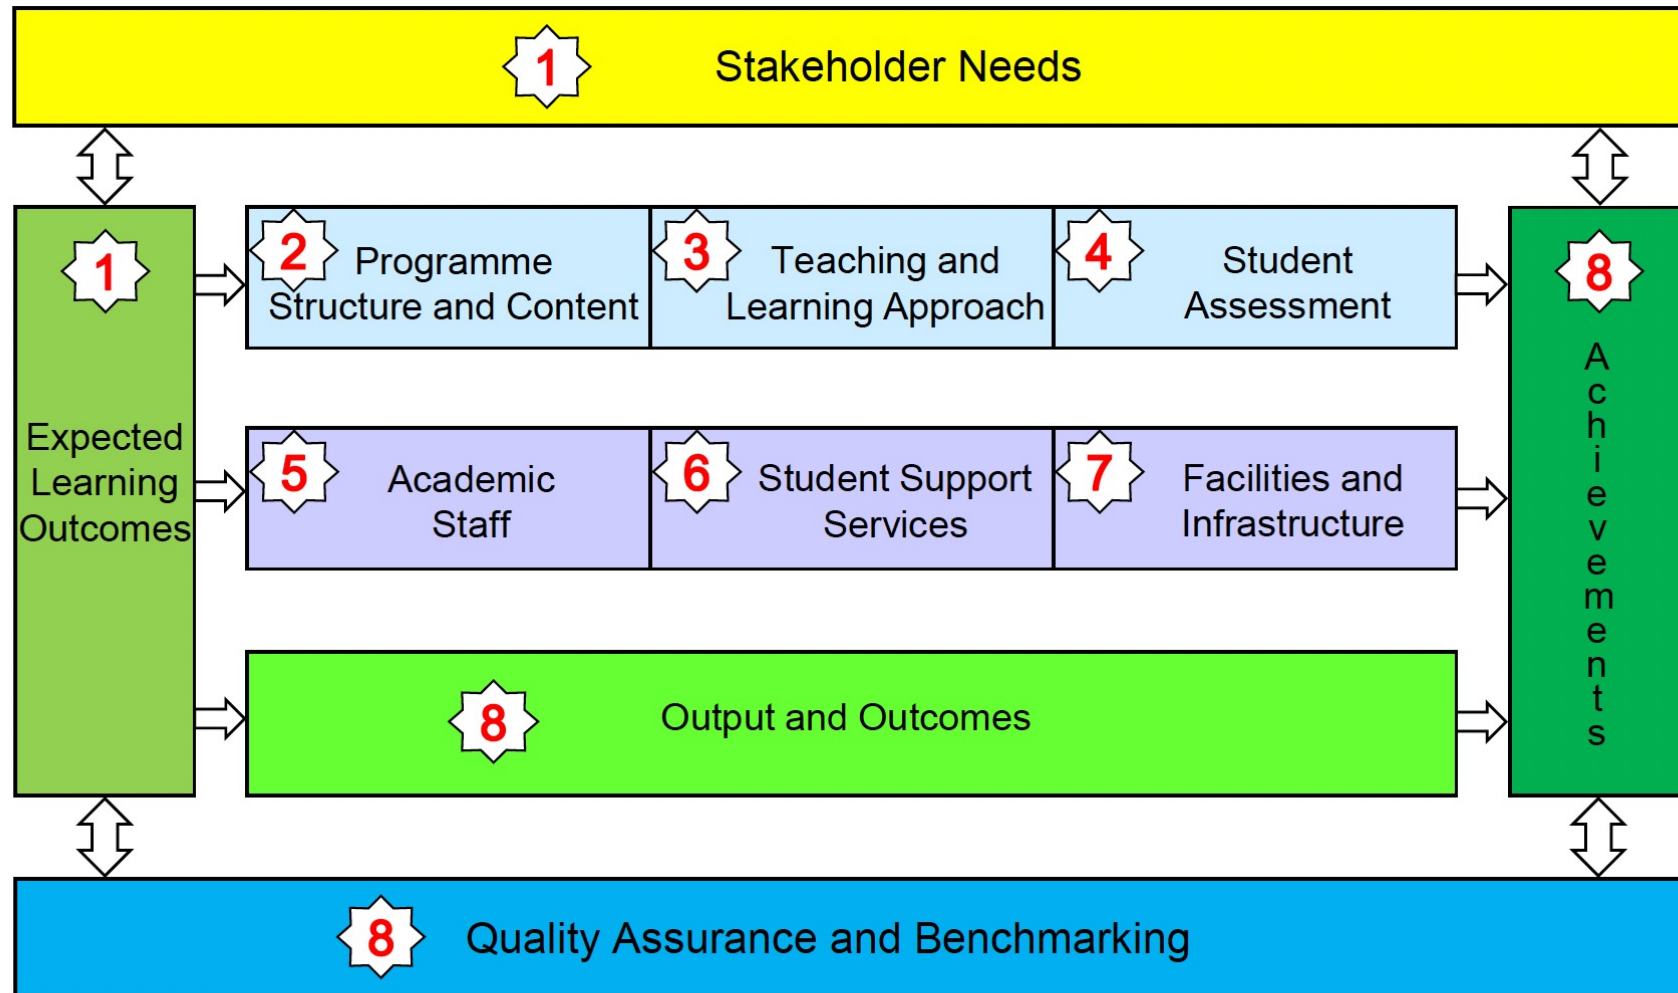 1 Stakeholder Needs
1
Expected
Learning
Outcomes
2 Programme
Structure and Content
3 Teaching and
Learning Approach
4 Student
Assessment
5 Academic
Staff
6 Student Support
Services
7 Facilities and
Infrastructure
8 Output and Outcomes
8
Achievements
8 Quality Assurance and Benchmarking